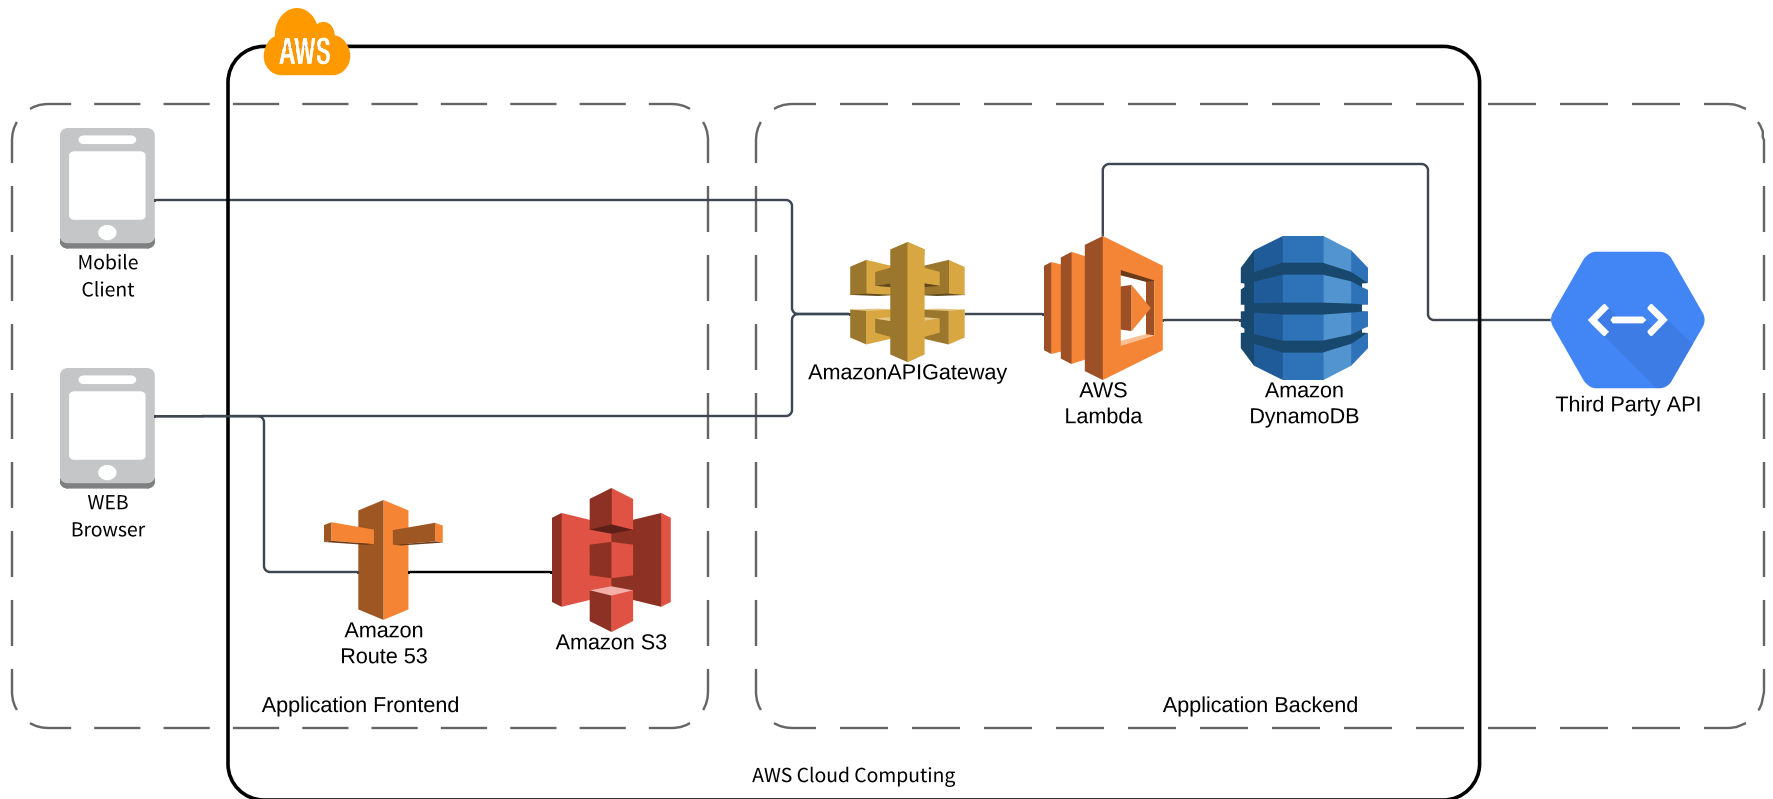 AWS
Mobile
Client
WEB
Browser
AmazonAPIGateway
AWS
Lambda
Amazon
DynamoDB
Third Party API
Amazon
Route 53
Amazon S3
Application Frontend
Application Backend
AWS Cloud Computing